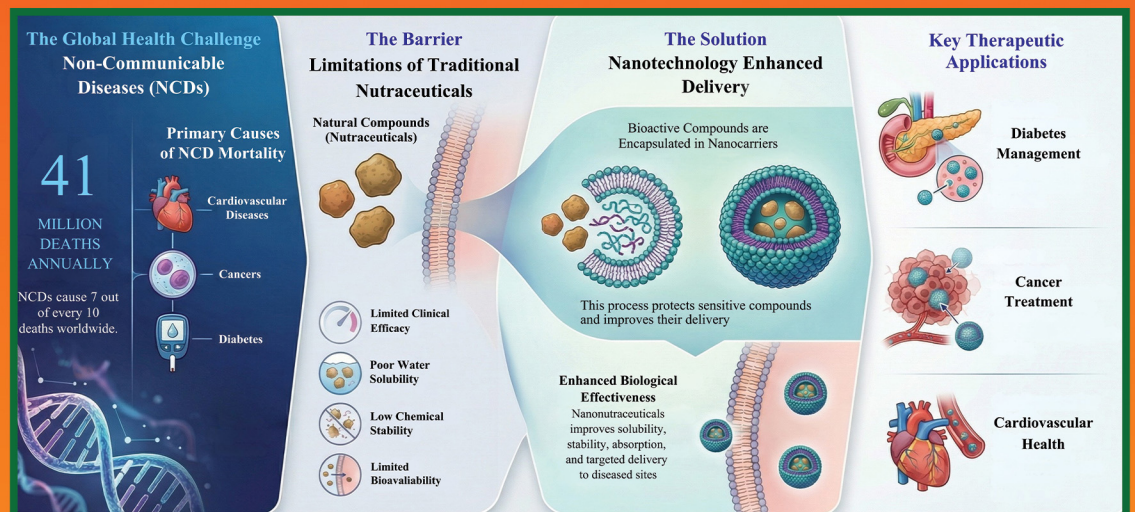 The Global Health Challenge
Non-Communicable
Diseases (NCDs)
Primary Causes
of NCD Mortality
41
MILLION
DEATHS
ANNUALLY
NCDs cause 7 out
of every 10
deaths worldwide.
Cardiovascular
Diseases
Cancers
Diabetes
The Barrier
Limitations of Traditional
Nutraceuticals
Natural Compounds
(Nutraceuticals)
Limited Clinical
Efficacy
Poor Water
Solubility
Low Chemical
Stability
Limited
Bioavaliability
The Solution
Nanotechnology Enhanced
Delivery
Bioactive Compounds are
Encapsulated in Nanocarriers
This process protects sensitive compounds
and improves their delivery
Enhanced Biological
Effectiveness
Nanonutraceuticals
improves solubility,
stability, absorption,
and targeted delivery
to diseased sites
Key Therapeutic
Applications
Diabetes
Management
Cancer
Treatment
Cardiovascular
Health